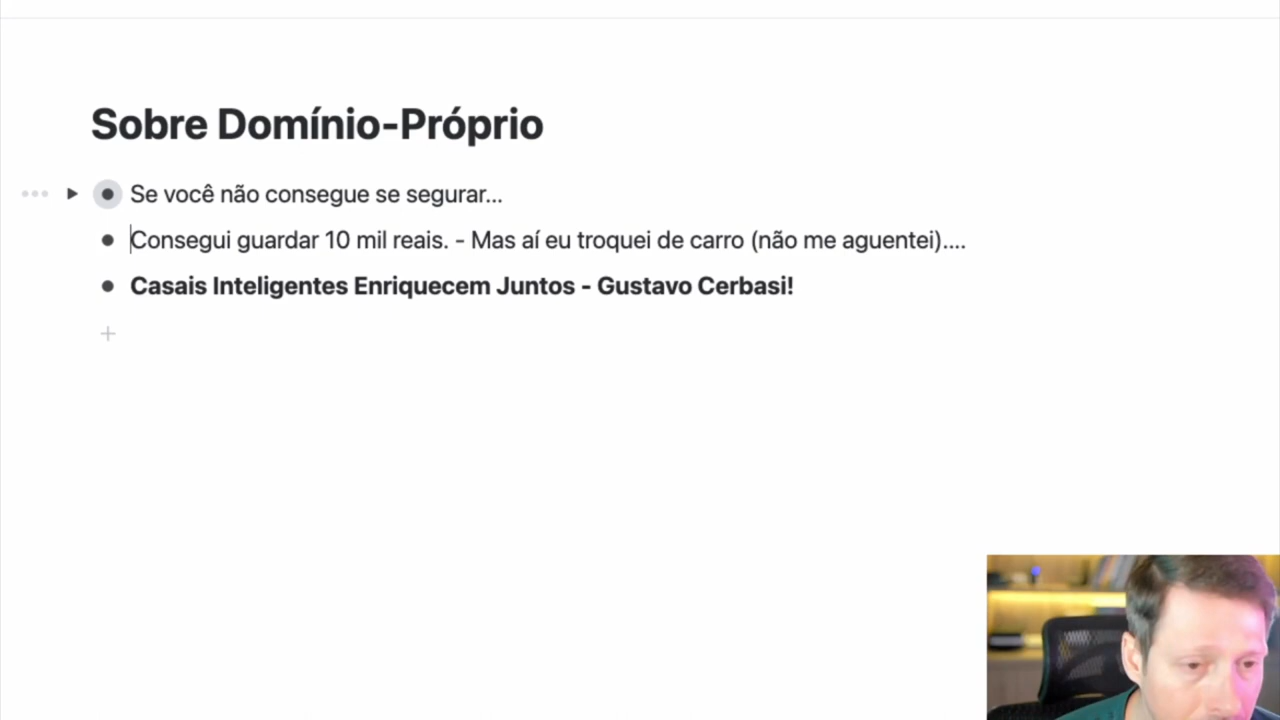 Sobre Domínio-Próprio
Se você não consegue se segurar...
Consegui guardar 10 mil reais. - Mas aí eu troquei de carro (não me aguentei)....
Casais Inteligentes Enriquecem Juntos - Gustavo Cerbasi!